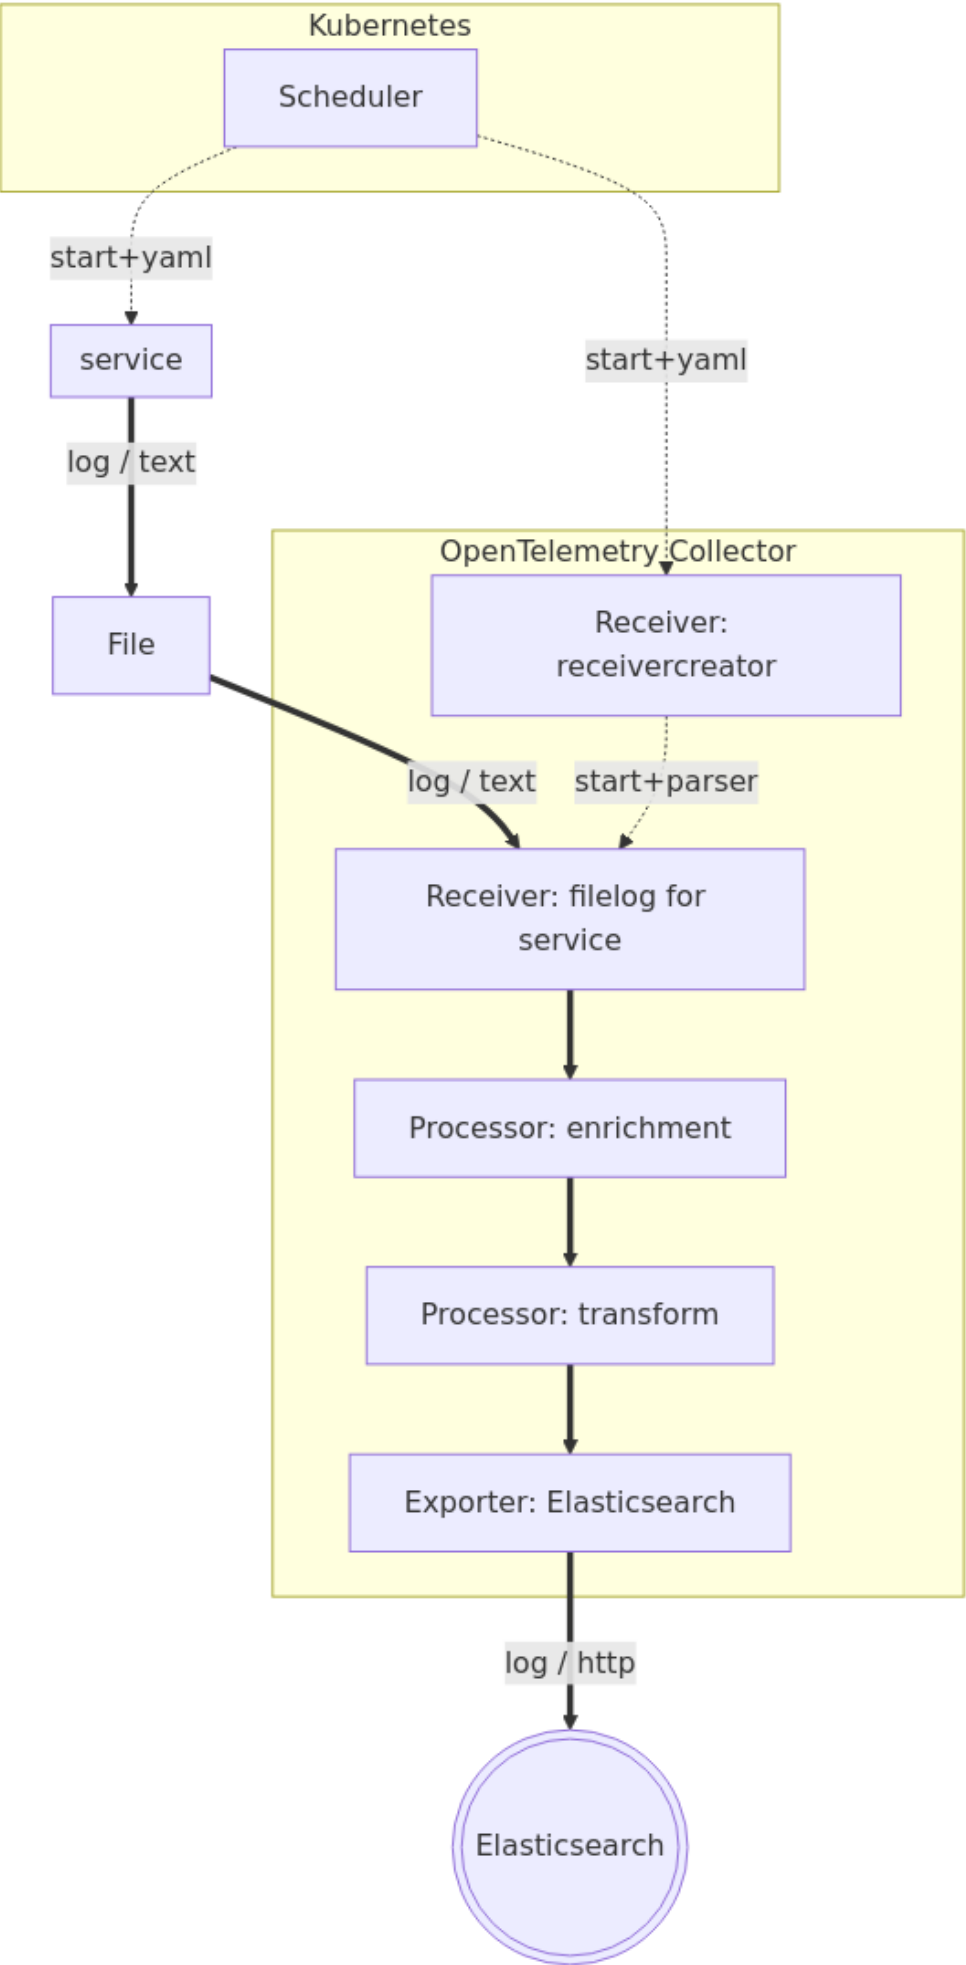 Kubernetes
Scheduler
start+yaml
service
start+yaml
log / text
OpenTelemetry Collector
Receiver:
receivercreator
File
log / text
start+parser
Receiver: filelog for
service
Processor: enrichment
Processor: transform
Exporter: Elasticsearch
log / http
Elasticsearch